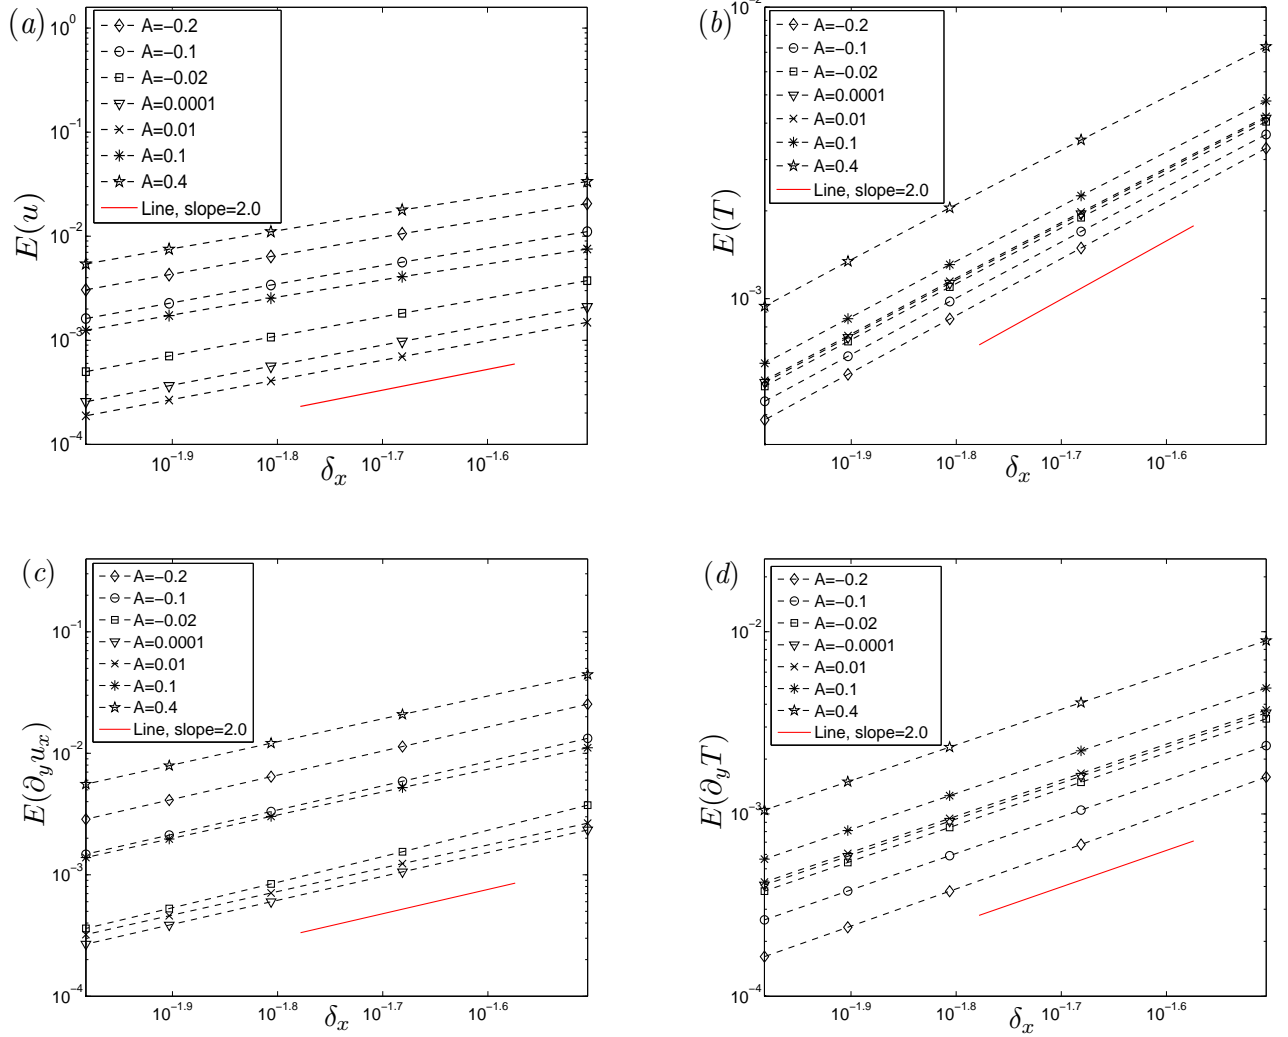 (a)
10^0
10^{-1}
10^{-2}
10^{-3}
10^{-4}
E(u)
A=−0.2
A=−0.1
A=−0.02
A=0.0001
A=0.01
A=0.1
A=0.4
Line, slope=2.0
10^{-1.9} 10^{-1.8} 10^{-1.7} 10^{-1.6}
δ_x
(b)
10^{-2}
10^{-3}
E(T)
A=−0.2
A=−0.1
A=−0.02
A=0.0001
A=0.01
A=0.1
A=0.4
Line, slope=2.0
10^{-1.9} 10^{-1.8} 10^{-1.7} 10^{-1.6}
δ_x
(c)
10^{-1}
10^{-2}
10^{-3}
10^{-4}
E(∂_y u_x)
A=−0.2
A=−0.1
A=−0.02
A=0.0001
A=0.01
A=0.1
A=0.4
Line, slope=2.0
10^{-1.9} 10^{-1.8} 10^{-1.7} 10^{-1.6}
δ_x
(d)
10^{-2}
10^{-3}
10^{-4}
E(∂_y T)
A=−0.2
A=−0.1
A=−0.02
A=−0.0001
A=0.01
A=0.1
A=0.4
Line, slope=2.0
10^{-1.9} 10^{-1.8} 10^{-1.7} 10^{-1.6}
δ_x